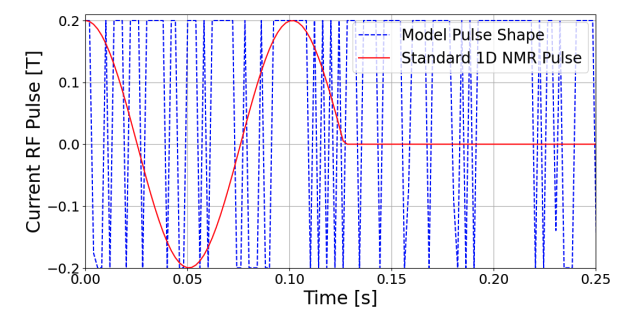 0.2
0.1
0.0
−0.1
−0.2
Current RF Pulse [T]
Model Pulse Shape
Standard 1D NMR Pulse
0.00 0.05 0.10 0.15 0.20 0.25
Time [s]